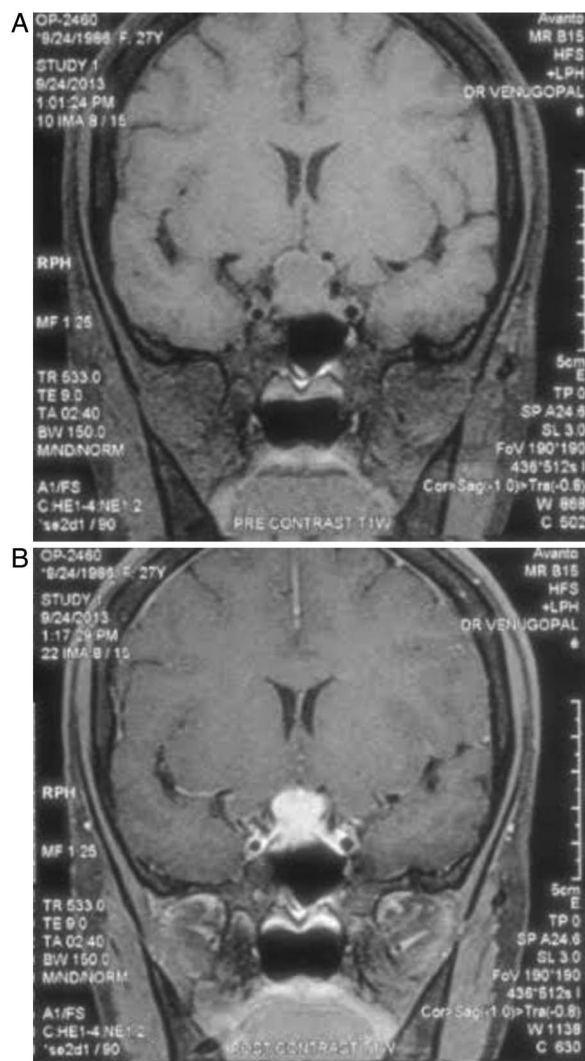 A
OP-2460
*9/24/1986, F, 27Y
STUDY 1
9/24/2013
1:01:24 PM
10 IMA 8 / 15
Avanto
MR B15
HFS
+LPH
DR VENUGOPAL
RPH
MF 1.25
TR 533.0
TE 9.0
TA 02:40
BW 150.0
M/ND/NORM
A1/FS
C:HE1-4;NE1,2
*se2d1 / 90
5cm
E
TP 0
SP A24.6
SL 3.0
FoV 190*190
436*512s
Cor>Sag(-1.0)>Tra(-0.8)
W 868
C 502
PRE CONTRAST T1W
B
OP-2460
*9/24/1986, F, 27Y
STUDY 1
9/24/2013
1:17:29 PM
22 IMA 8 / 15
Avanto
MR B15
HFS
+LPH
DR VENUGOPAL
RPH
MF 1.25
TR 533.0
TE 9.0
TA 02:40
BW 150.0
M/ND/NORM
A1/FS
C:HE1-4;NE1,2
*se2d1 / 90
5cm
E
TP 0
SP A24.6
SL 3.0
FoV 190*190
436*512s
Cor>Sag(-1.0)>Tra(-0.8)
W 1138
C 630
POST CONTRAST T1W